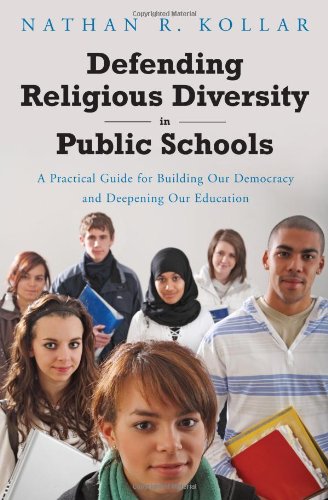 NATHAN R. KOLLAR
Defending
Religious Diversity
in
Public Schools
A Practical Guide for Building Our Democracy
and Deepening Our Education